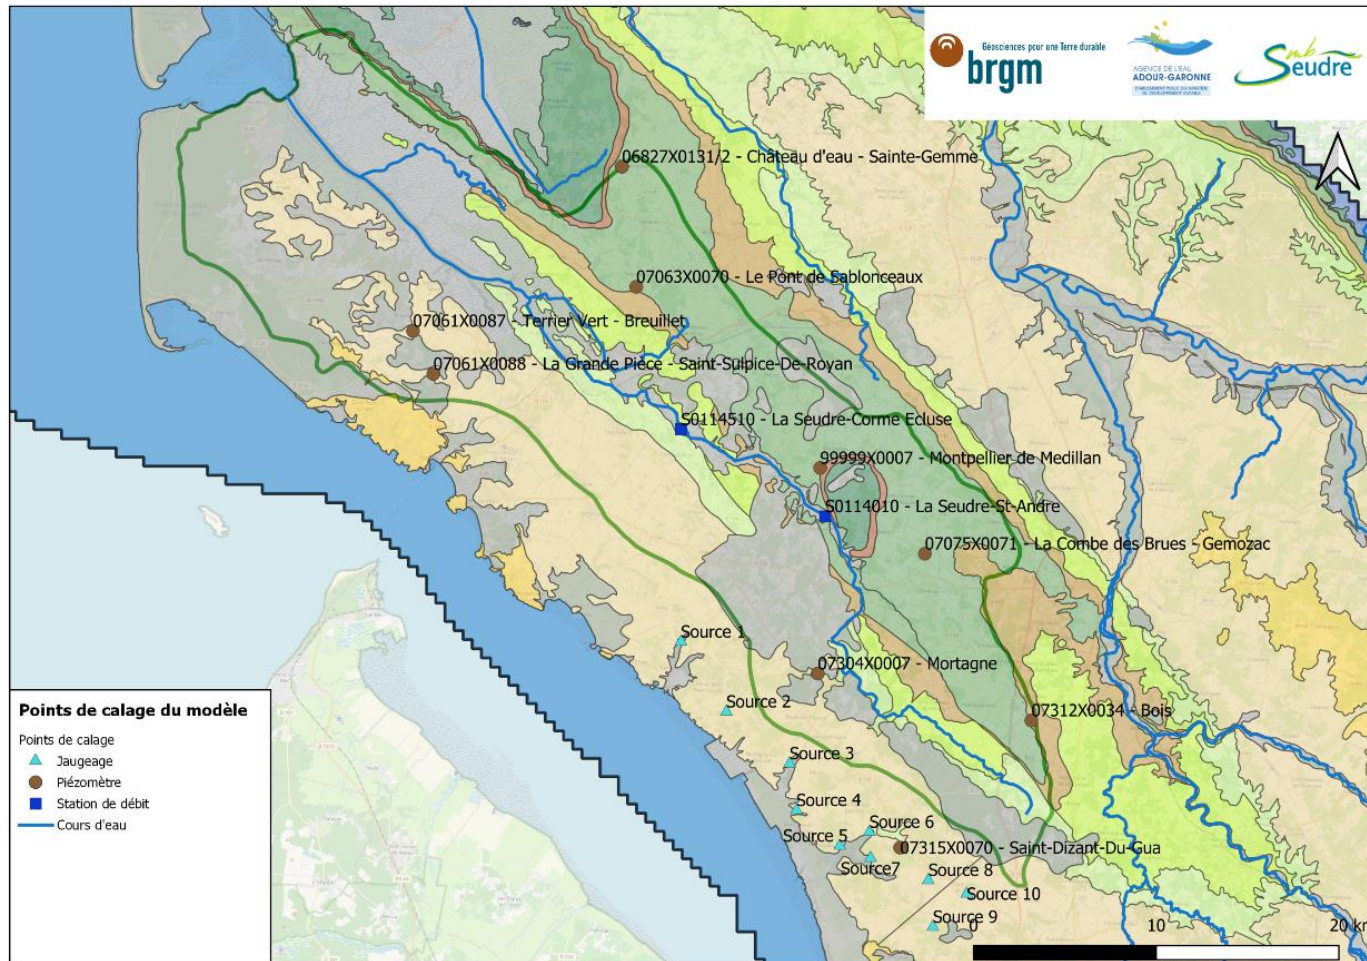 Géosciences pour une Terre durable
brgm
AGENCE DE L'EAU
ADOUR-GARONNE
mb
Seudre
06827X0131/2 - Château d'eau - Sainte-Gemme
07063X0070 - Le Pont de Sablonceaux
07061X0087 - Terrier Vert - Breuillet
07061X0088 - La Grande Pièce - Saint-Sulpice-De-Royan
S0114510 - La Seudre-Corme Ecluse
99999X0007 - Montpellier de Medillan
S0114010 - La Seudre-St-Andre
07075X0071 - La Combe des Brues - Gemozac
Source 1
07304X0007 - Mortagne
Source 2
07312X0034 - Bois
Source 3
Source 4
Source 5
Source 6
07315X0070 - Saint-Dizant-Du-Gua
Source7
Source 8
Source 10
Source 9
Points de calage du modèle
Points de calage
Jaugeage
Piézomètre
Station de débit
Cours d'eau
0
10
20 km